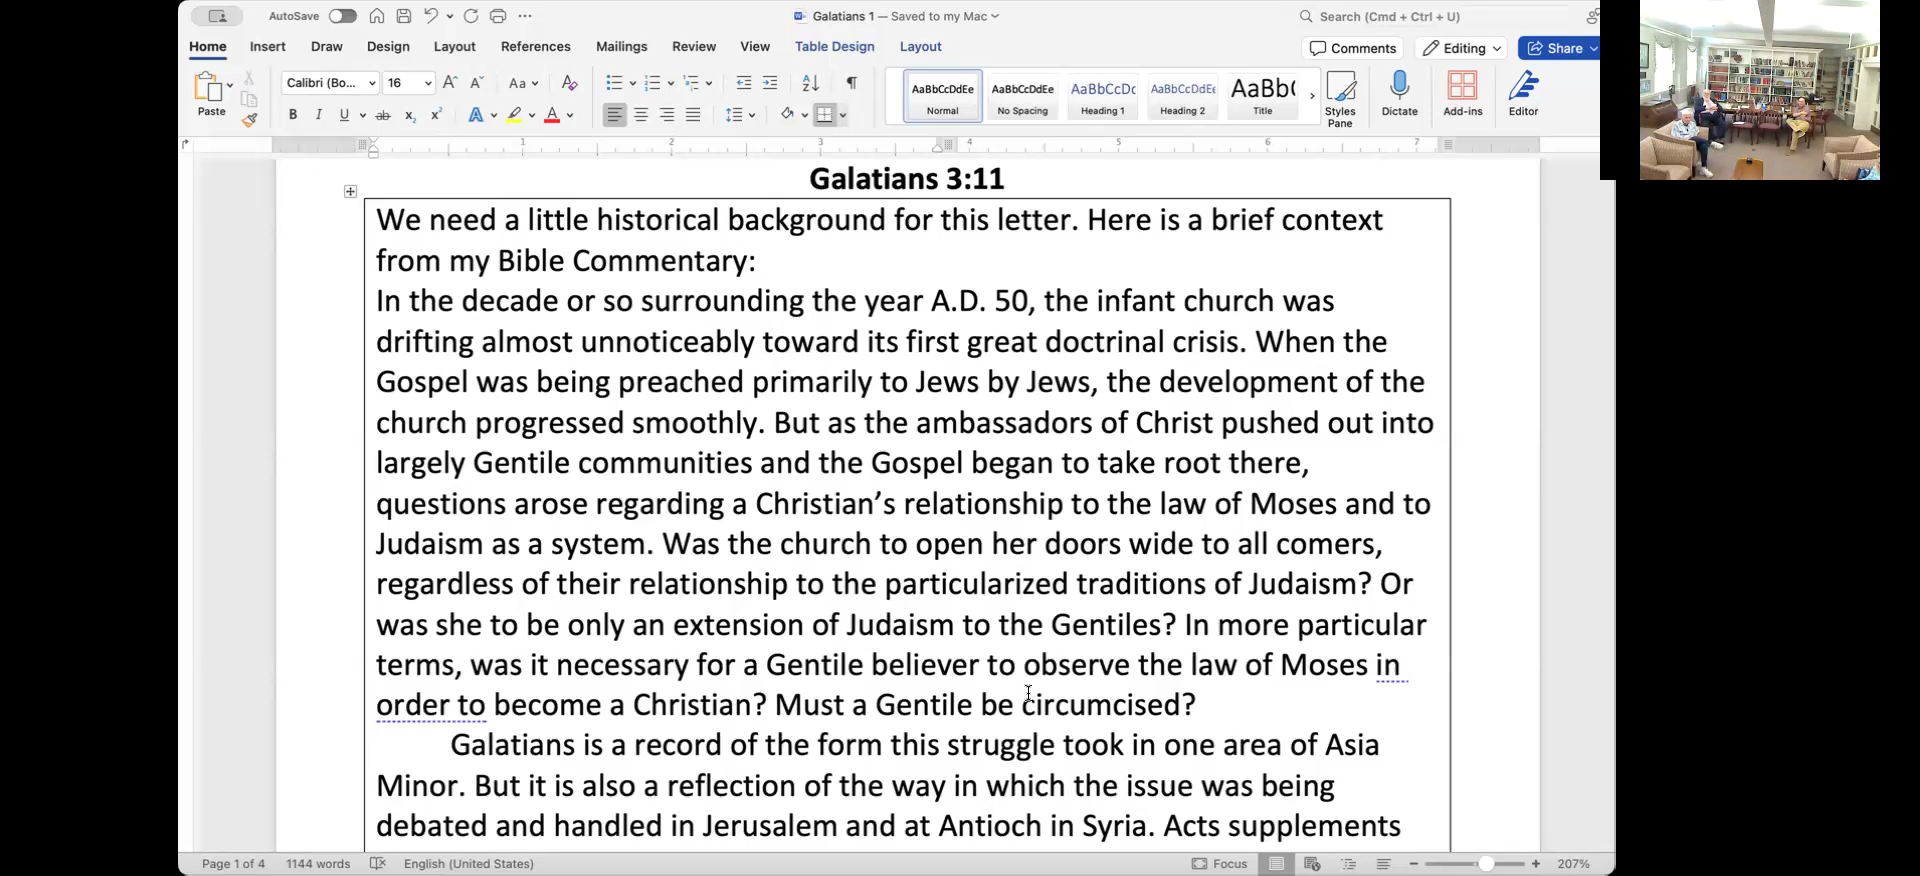 AutoSave
Galatians 1 — Saved to my Mac
Search (Cmd + Ctrl + U)
Home Insert Draw Design Layout References Mailings Review View Table Design Layout
Comments Editing Share
Paste
Calibri (Bo... 16
Aa
B I U ab x₂ x² A A
AaBbCcDdEe AaBbCcDdEe AaBbCcDc AaBbCcDdEe AaBb(
Normal No Spacing Heading 1 Heading 2 Title
Styles Pane
Dictate
Add-ins
Editor
1 2 3 4 5 6 7
Galatians 3:11
We need a little historical background for this letter. Here is a brief context
from my Bible Commentary:
In the decade or so surrounding the year A.D. 50, the infant church was
drifting almost unnoticeably toward its first great doctrinal crisis. When the
Gospel was being preached primarily to Jews by Jews, the development of the
church progressed smoothly. But as the ambassadors of Christ pushed out into
largely Gentile communities and the Gospel began to take root there,
questions arose regarding a Christian’s relationship to the law of Moses and to
Judaism as a system. Was the church to open her doors wide to all comers,
regardless of their relationship to the particularized traditions of Judaism? Or
was she to be only an extension of Judaism to the Gentiles? In more particular
terms, was it necessary for a Gentile believer to observe the law of Moses in
order to become a Christian? Must a Gentile be circumcised?
Galatians is a record of the form this struggle took in one area of Asia
Minor. But it is also a reflection of the way in which the issue was being
debated and handled in Jerusalem and at Antioch in Syria. Acts supplements
Page 1 of 4 1144 words English (United States) Focus 207%